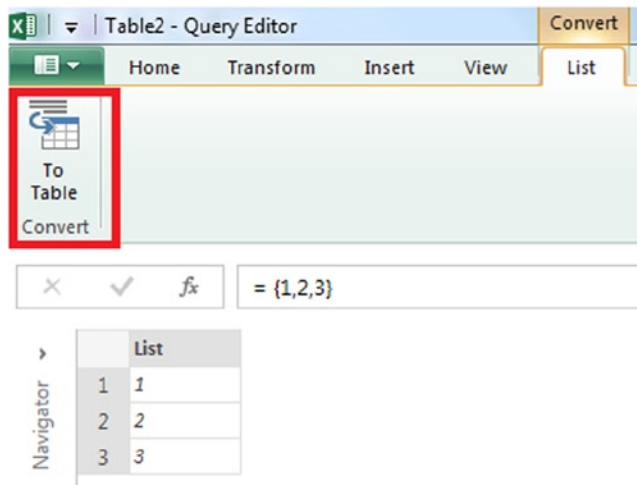 Table2 - Query Editor
Convert
Home Transform Insert View List
To
Table
Convert
fx = {1,2,3}
List
1 1
2 2
3 3
Navigator